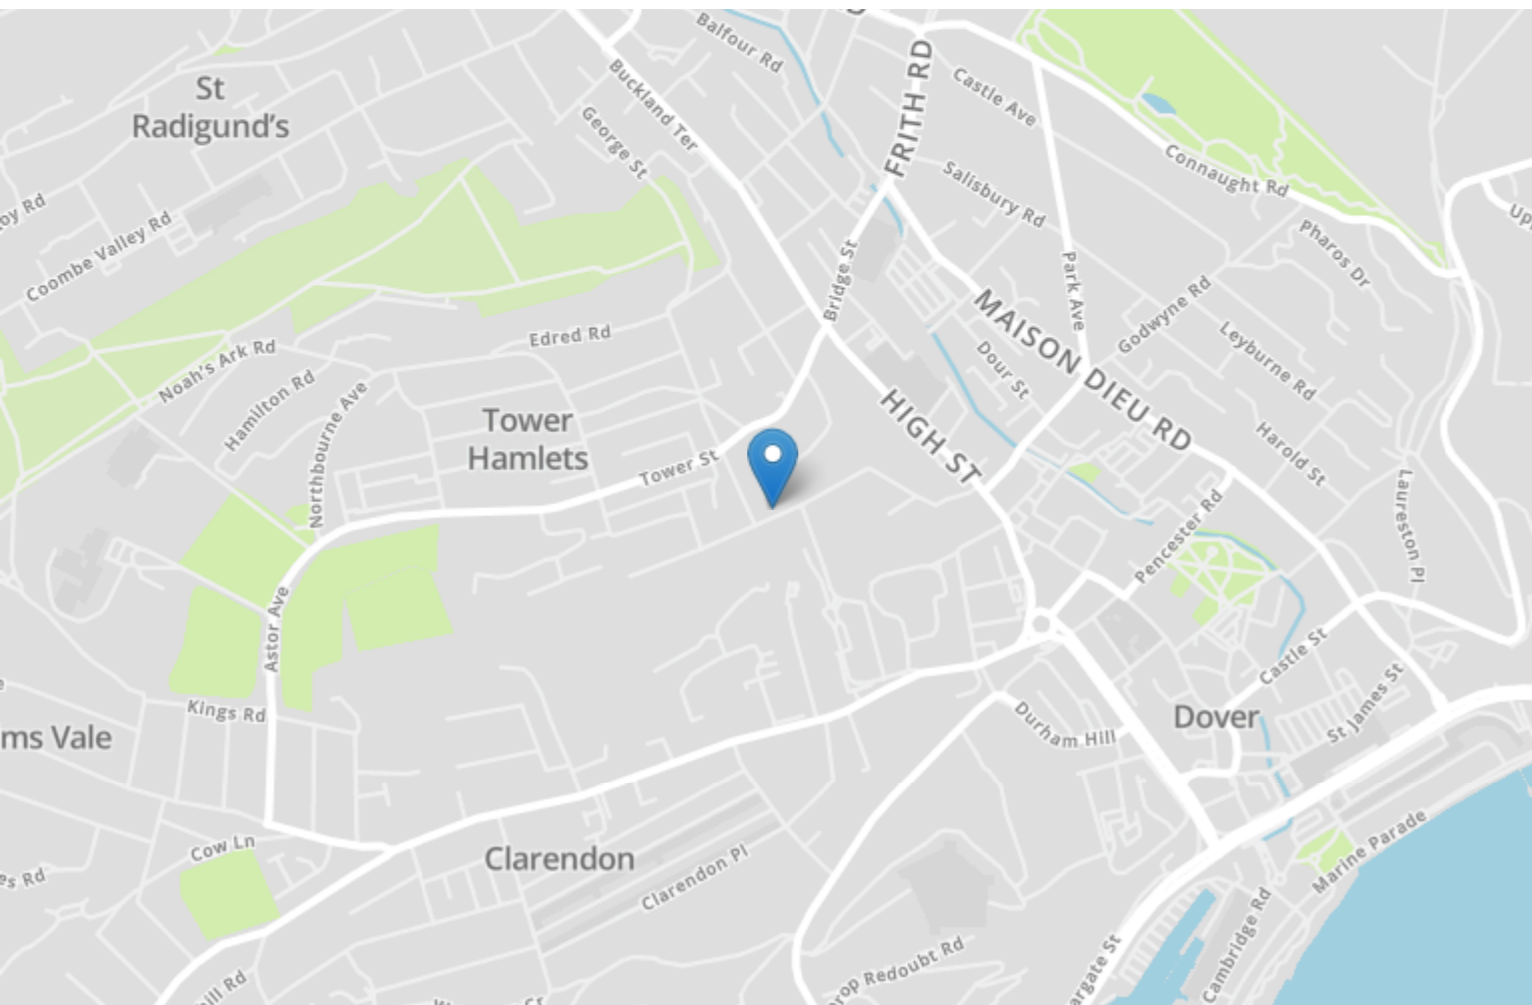 Balfour Rd
St
Radigund's
Buckland Ter
George St
FRITH RD
Castle Ave
Connaught Rd
Salisbury Rd
Coombe Valley Rd
Pharos Dr
Bridge St
Park Ave
Godwyne Rd
Leyburne Rd
MAISON DIEU RD
Edred Rd
Noah's Ark Rd
Hamilton Rd
Northbourne Ave
Dour St
HIGH ST
Tower
Hamlets
Tower St
Harold St
Laureston Pl
Pencester Rd
Astor Ave
Castle St
Kings Rd
Durham Hill
Dover
St James St
Vale
Cow Ln
Clarendon
Clarendon Pl
Marine Parade
Cambridge Rd
Redoubt Rd